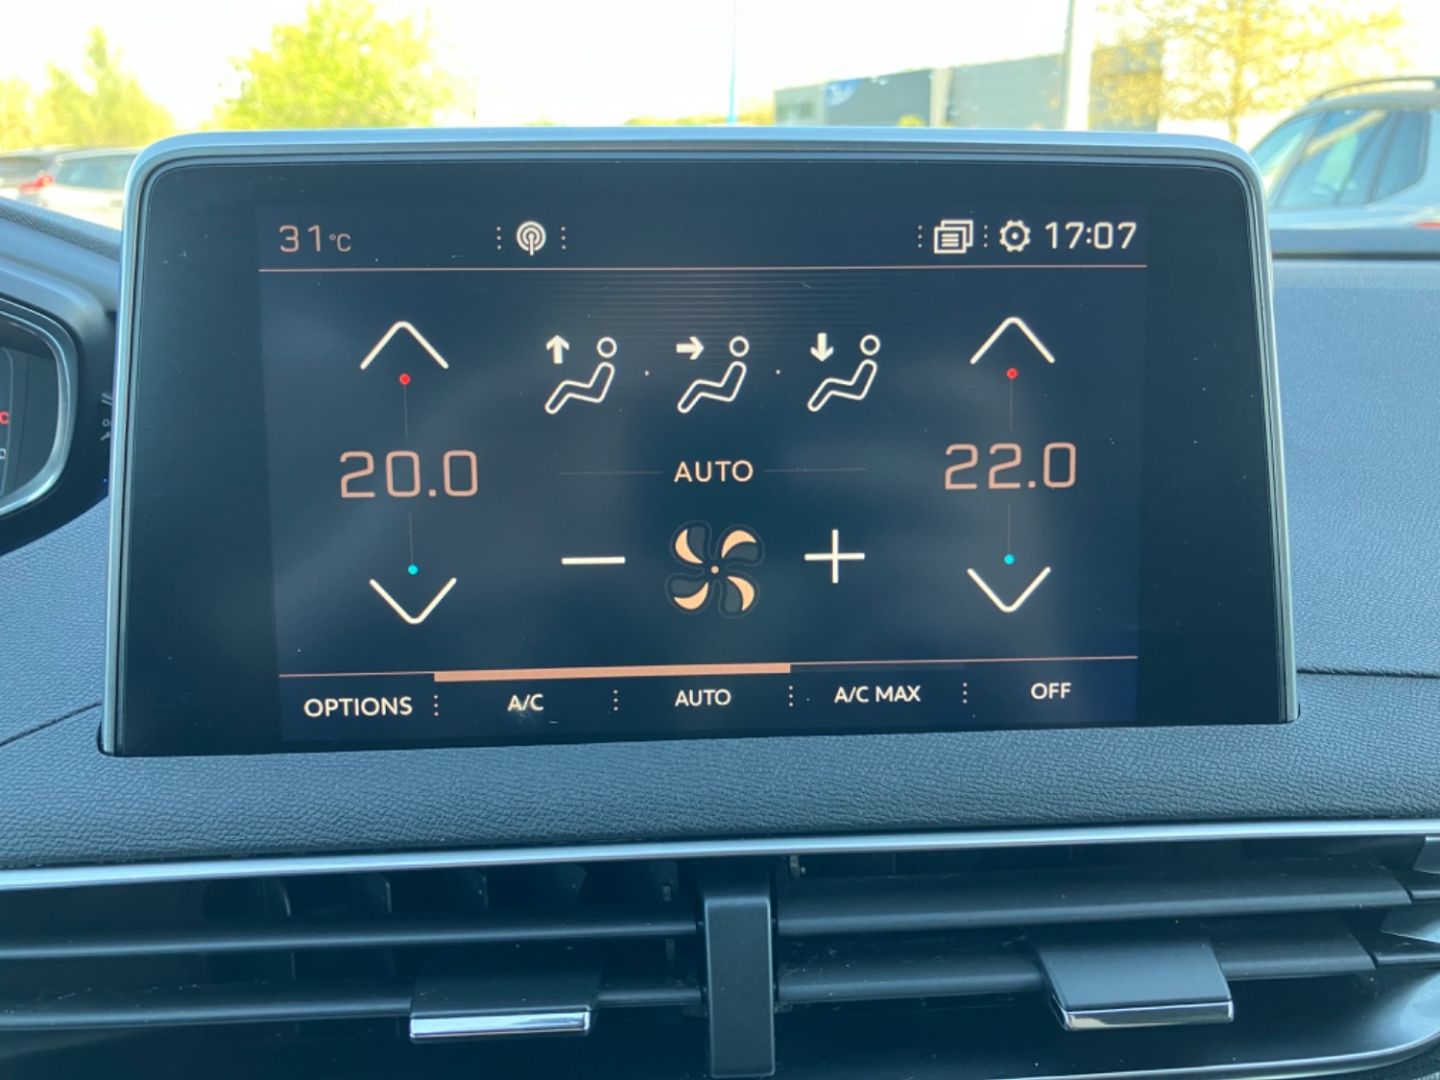 31°C 17:07
20.0 AUTO 22.0
OPTIONS A/C AUTO A/C MAX OFF